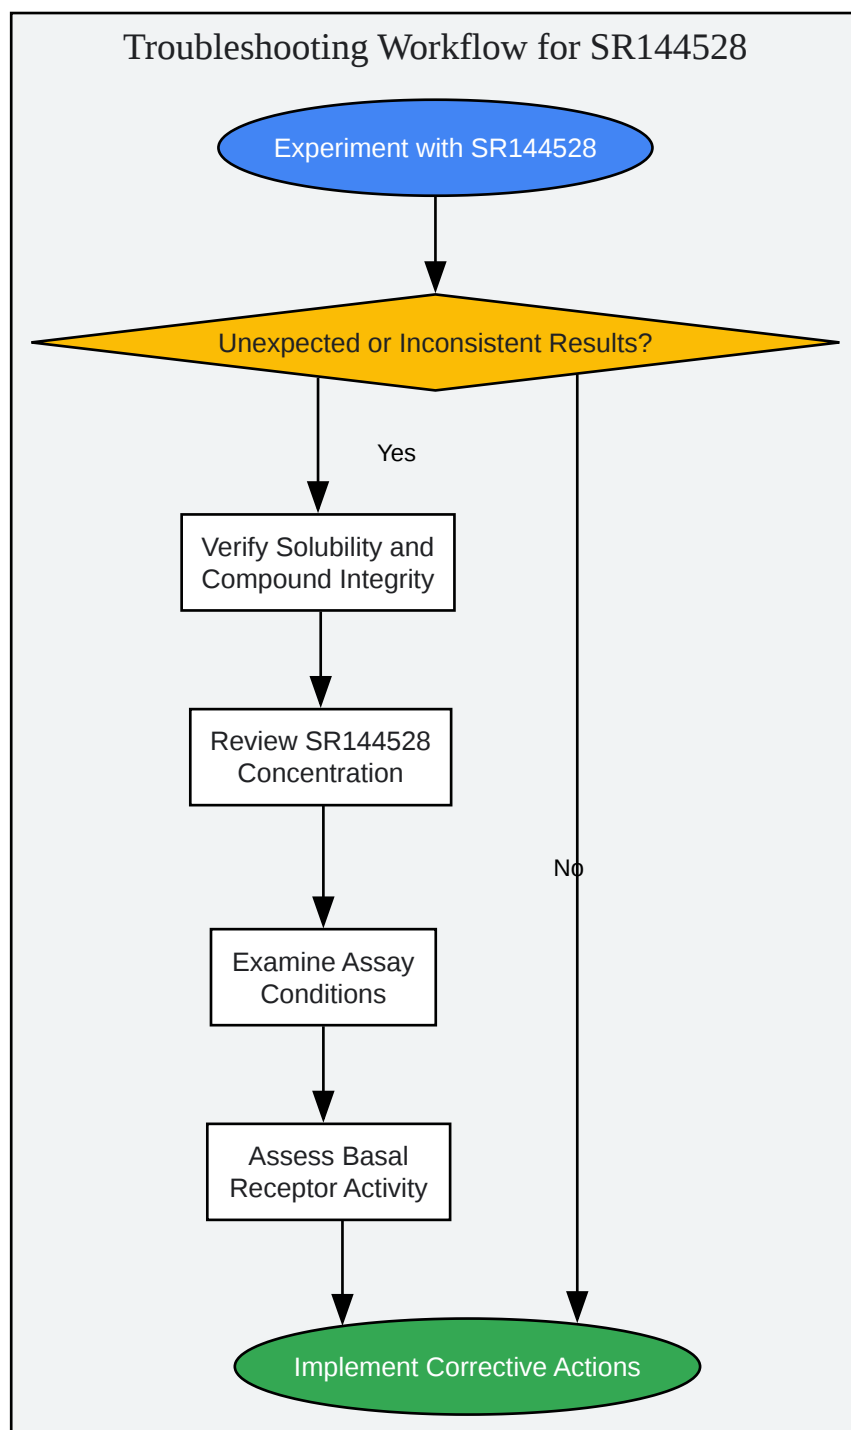 Troubleshooting Workflow for SR144528
Experiment with SR144528
Unexpected or Inconsistent Results?
Yes
Verify Solubility and
Compound Integrity
Review SR144528
Concentration
No
Examine Assay
Conditions
Assess Basal
Receptor Activity
Implement Corrective Actions